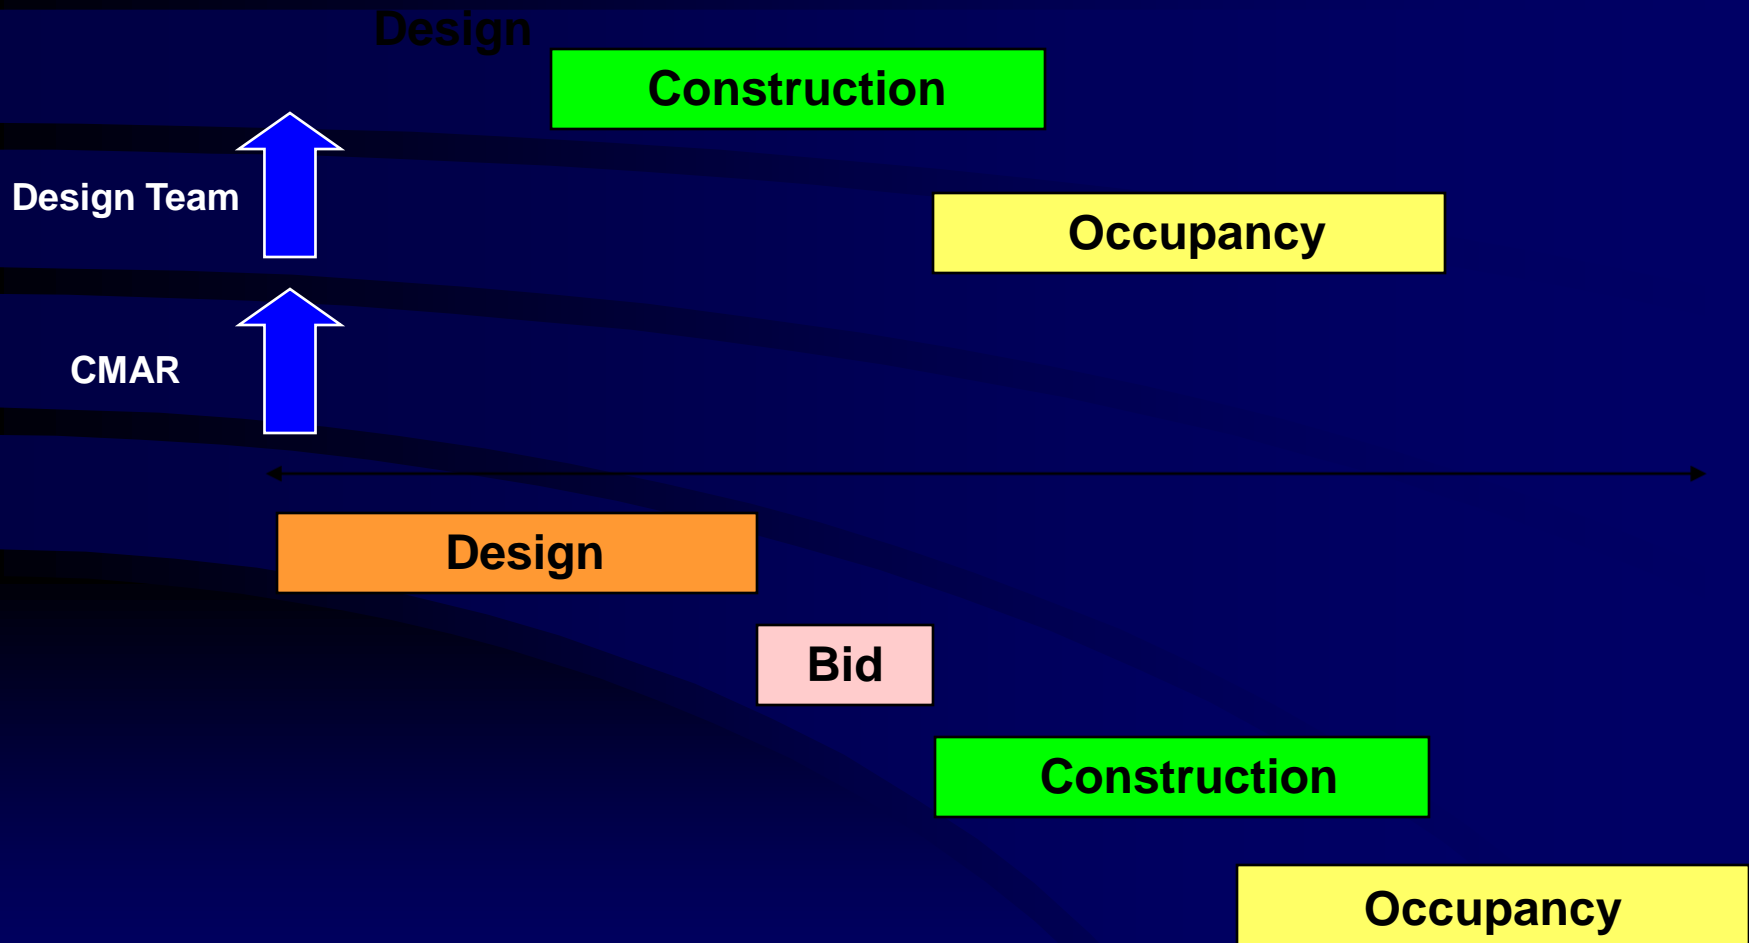 Design
Construction
Design Team
Occupancy
CMAR
Design
Bid
Construction
Occupancy